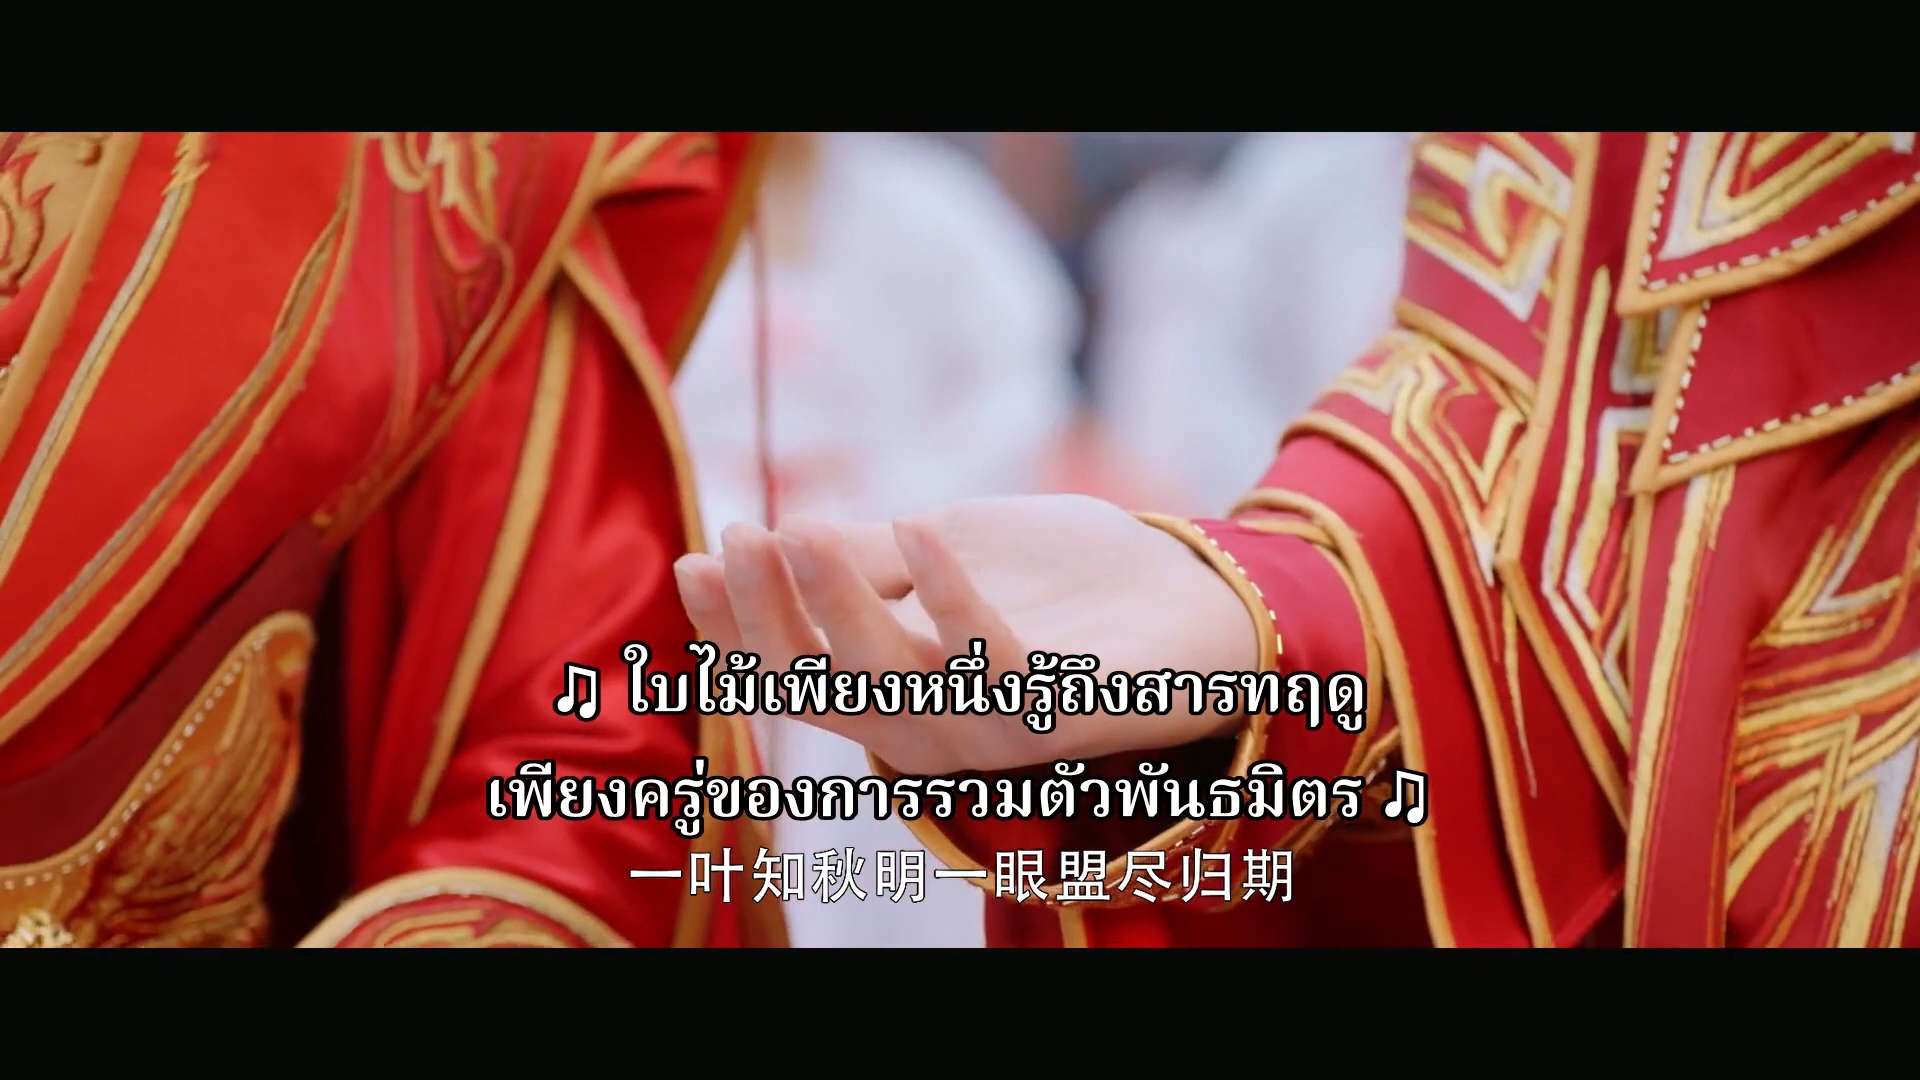 ♫ ใบไม้เพียงหนึ่งรู้ถึงสารทฤดู
เพียงครู่ของการรวมตัวพันธมิตร ♫
一叶知秋明一眼盟尽归期